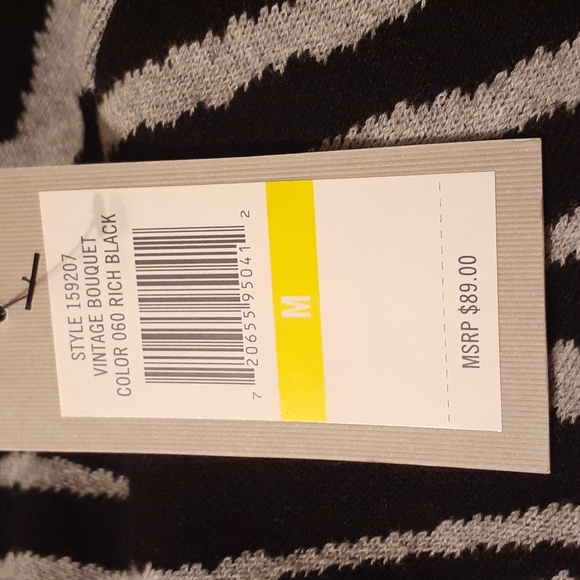 STYLE 159207
VINTAGE BOUQUET
COLOR 060 RICH BLACK
7 20655 95041 2
M
MSRP $89.00